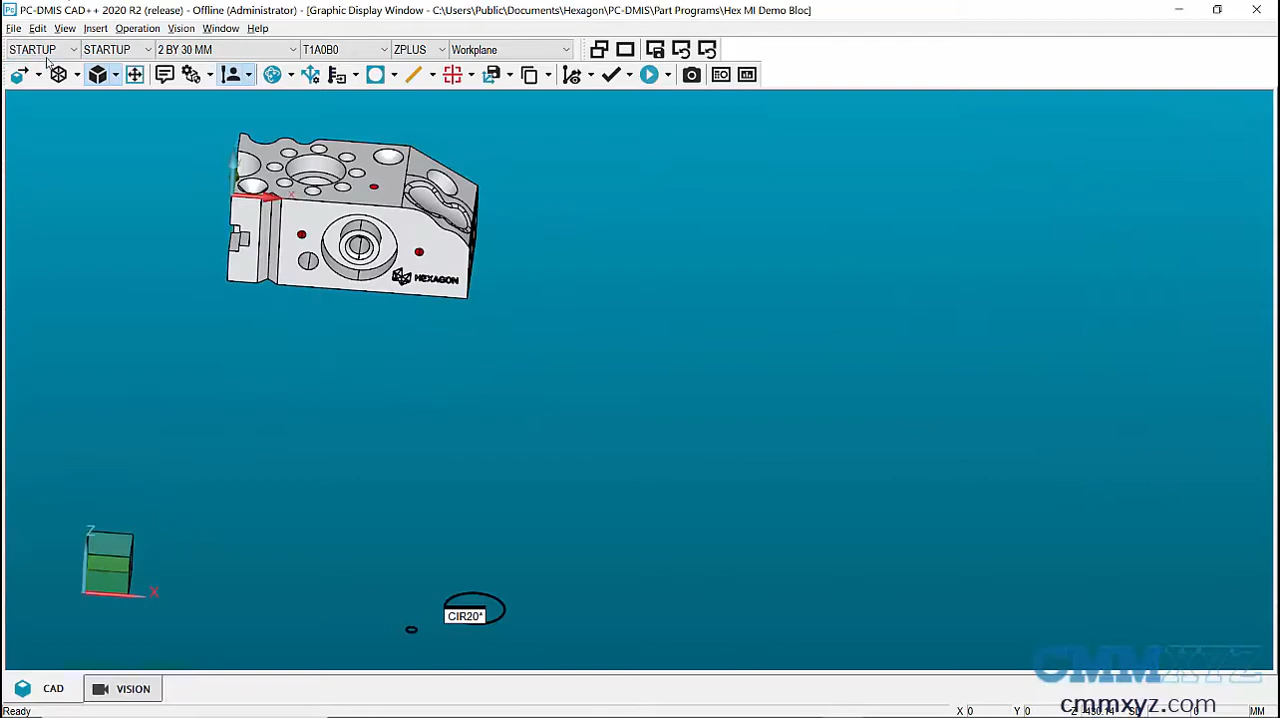 PC-DMIS CAD++ 2020 R2 (release) - Offline (Administrator) - [Graphic Display Window - C:\Users\Public\Documents\Hexagon\PC-DMIS\Part Programs\Hex MI Demo Bloc]
File Edit View Insert Operation Vision Window Help
STARTUP STARTUP 2 BY 30 MM T1A0B0 ZPLUS Workplane
X
HEXAGON
Z
X
CIR20*
CMMXYZ
CAD VISION
cmmxyz.com
Ready X 0 Y 0 Z 0 MM